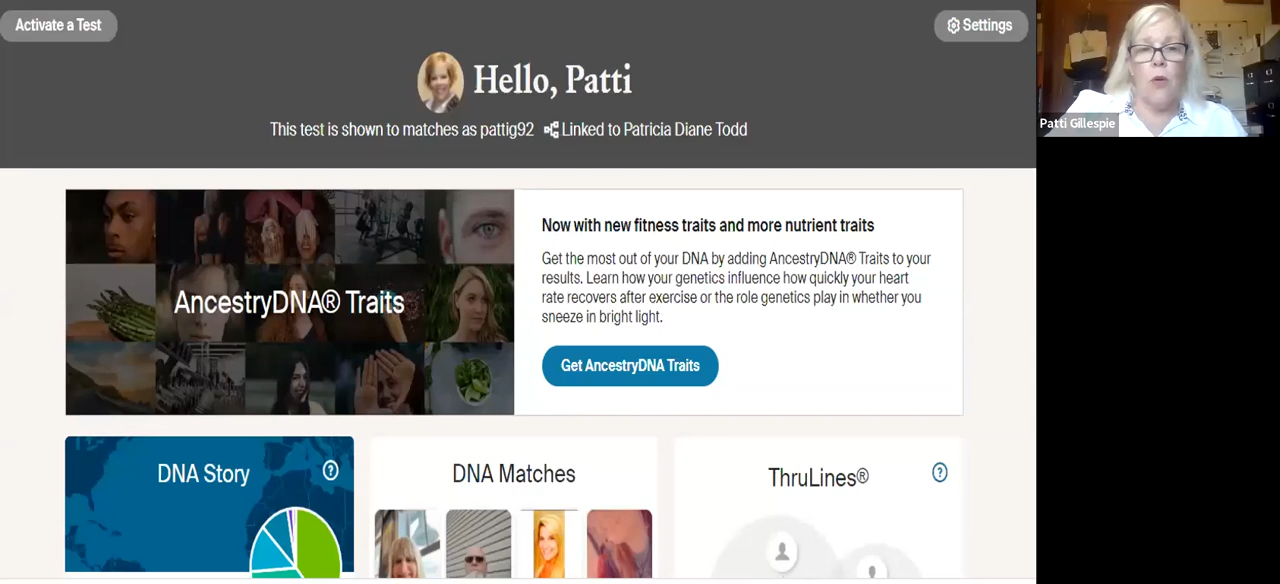 Activate a Test
Settings
Hello, Patti
This test is shown to matches as pattig92 Linked to Patricia Diane Todd
Patti Gillespie
AncestryDNA® Traits
Now with new fitness traits and more nutrient traits
Get the most out of your DNA by adding AncestryDNA® Traits to your
results. Learn how your genetics influence how quickly your heart
rate recovers after exercise or the role genetics play in whether you
sneeze in bright light.
Get AncestryDNA Traits
DNA Story ?
DNA Matches
ThruLines® ?